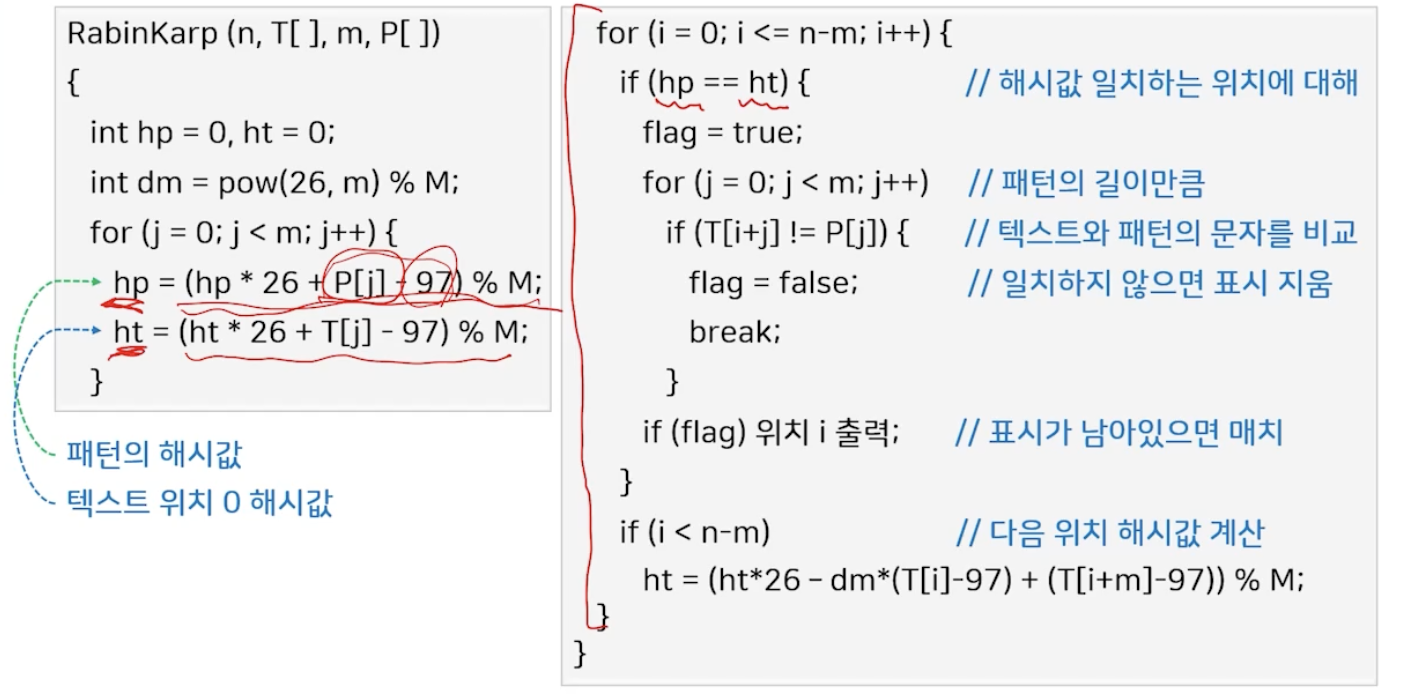 RabinKarp (n, T[ ], m, P[ ])
{
int hp = 0, ht = 0;
int dm = pow(26, m) % M;
for (j = 0; j < m; j++) {
hp = (hp * 26 + P[j] - 97) % M;
ht = (ht * 26 + T[j] - 97) % M;
}
패턴의 해시값
텍스트 위치 0 해시값
for (i = 0; i <= n-m; i++) {
if (hp == ht) { // 해시값 일치하는 위치에 대해
flag = true;
for (j = 0; j < m; j++) // 패턴의 길이만큼
if (T[i+j] != P[j]) { // 텍스트와 패턴의 문자를 비교
flag = false; // 일치하지 않으면 표시 지움
break;
}
if (flag) 위치 i 출력; // 표시가 남아있으면 매치
}
if (i < n-m) // 다음 위치 해시값 계산
ht = (ht*26 – dm*(T[i]-97) + (T[i+m]-97)) % M;
}
}